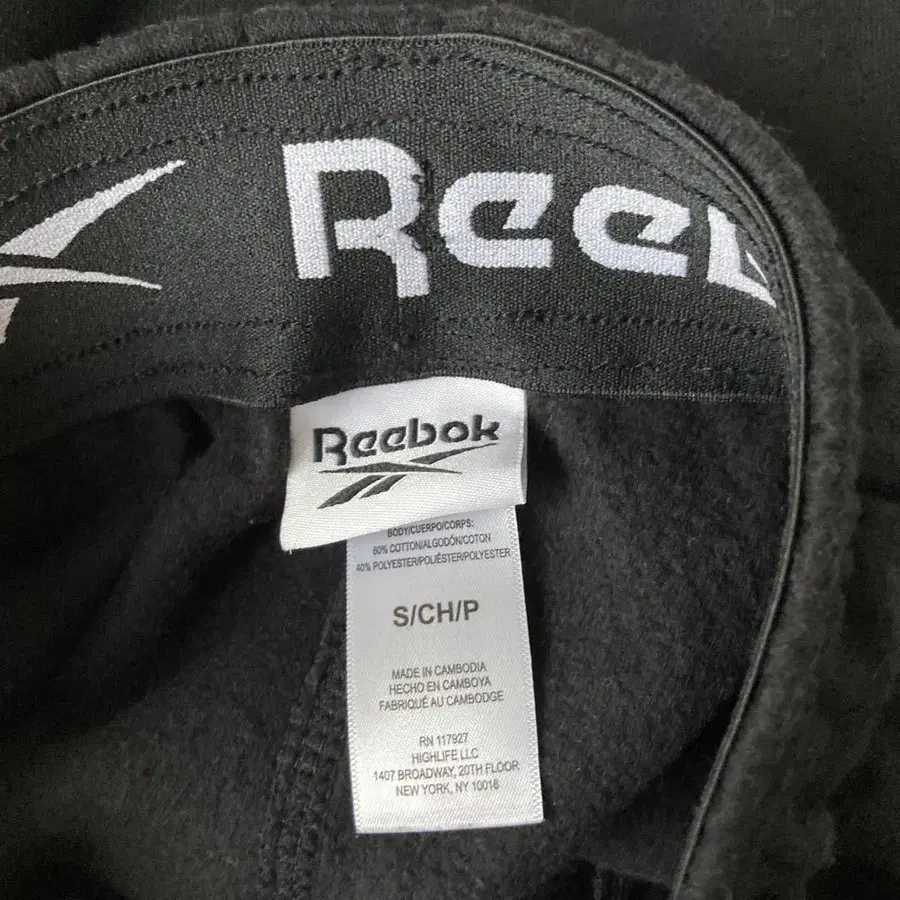 Ree
Reebok
BODY/CUERPO/CORPS:
60% COTTON/ALGODÓN/COTON
40% POLYESTER/POLIÉSTER/POLYESTER
S/CH/P
MADE IN CAMBODIA
HECHO EN CAMBOYA
FABRIQUÉ AU CAMBODGE
RN 117927
HIGHLIFE LLC
1407 BROADWAY, 20TH FLOOR
NEW YORK, NY 10018